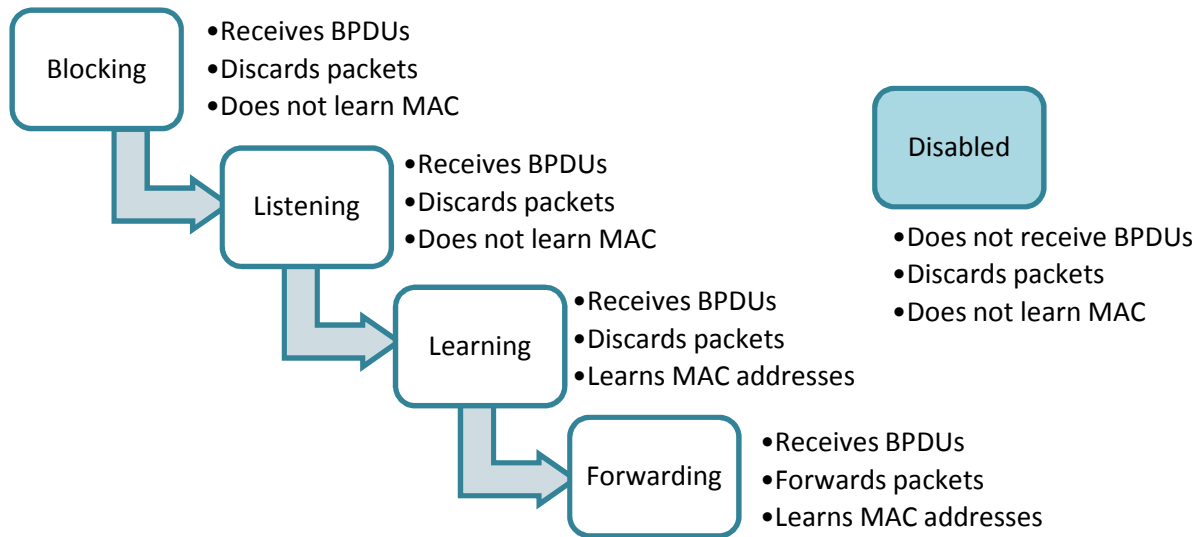 Blocking
•Receives BPDUs
•Discards packets
•Does not learn MAC
Listening
•Receives BPDUs
•Discards packets
•Does not learn MAC
Learning
•Receives BPDUs
•Discards packets
•Learns MAC addresses
Forwarding
•Receives BPDUs
•Forwards packets
•Learns MAC addresses
Disabled
•Does not receive BPDUs
•Discards packets
•Does not learn MAC